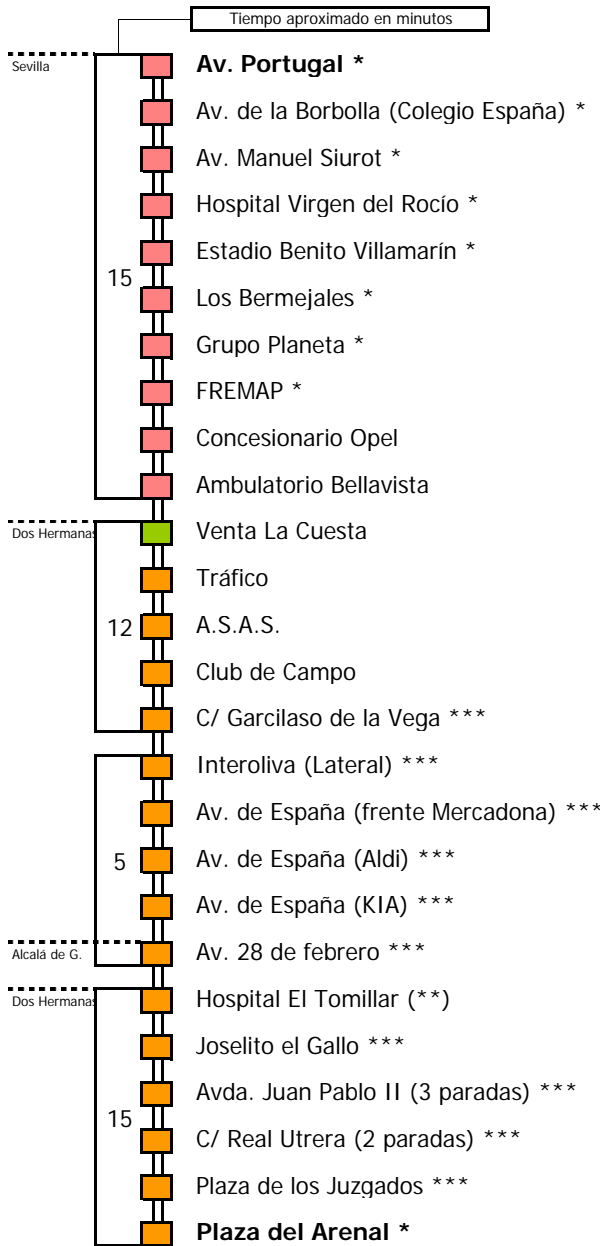 Tiempo aproximado en minutos
Sevilla
Av. Portugal *
Av. de la Borbolla (Colegio España) *
Av. Manuel Siurot *
Hospital Virgen del Rocío *
Estadio Benito Villamarín *
15
Los Bermejales *
Grupo Planeta *
FREMAP *
Concesionario Opel
Ambulatorio Bellavista
Dos Hermanas
Venta La Cuesta
Tráfico
12
A.S.A.S.
Club de Campo
C/ Garcilaso de la Vega ***
Interoliva (Lateral) ***
Av. de España (frente Mercadona) ***
5
Av. de España (Aldi) ***
Av. de España (KIA) ***
Alcalá de G.
Av. 28 de febrero ***
Dos Hermanas
Hospital El Tomillar (**)
Joselito el Gallo ***
Avda. Juan Pablo II (3 paradas) ***
15
C/ Real Utrera (2 paradas) ***
Plaza de los Juzgados ***
Plaza del Arenal *